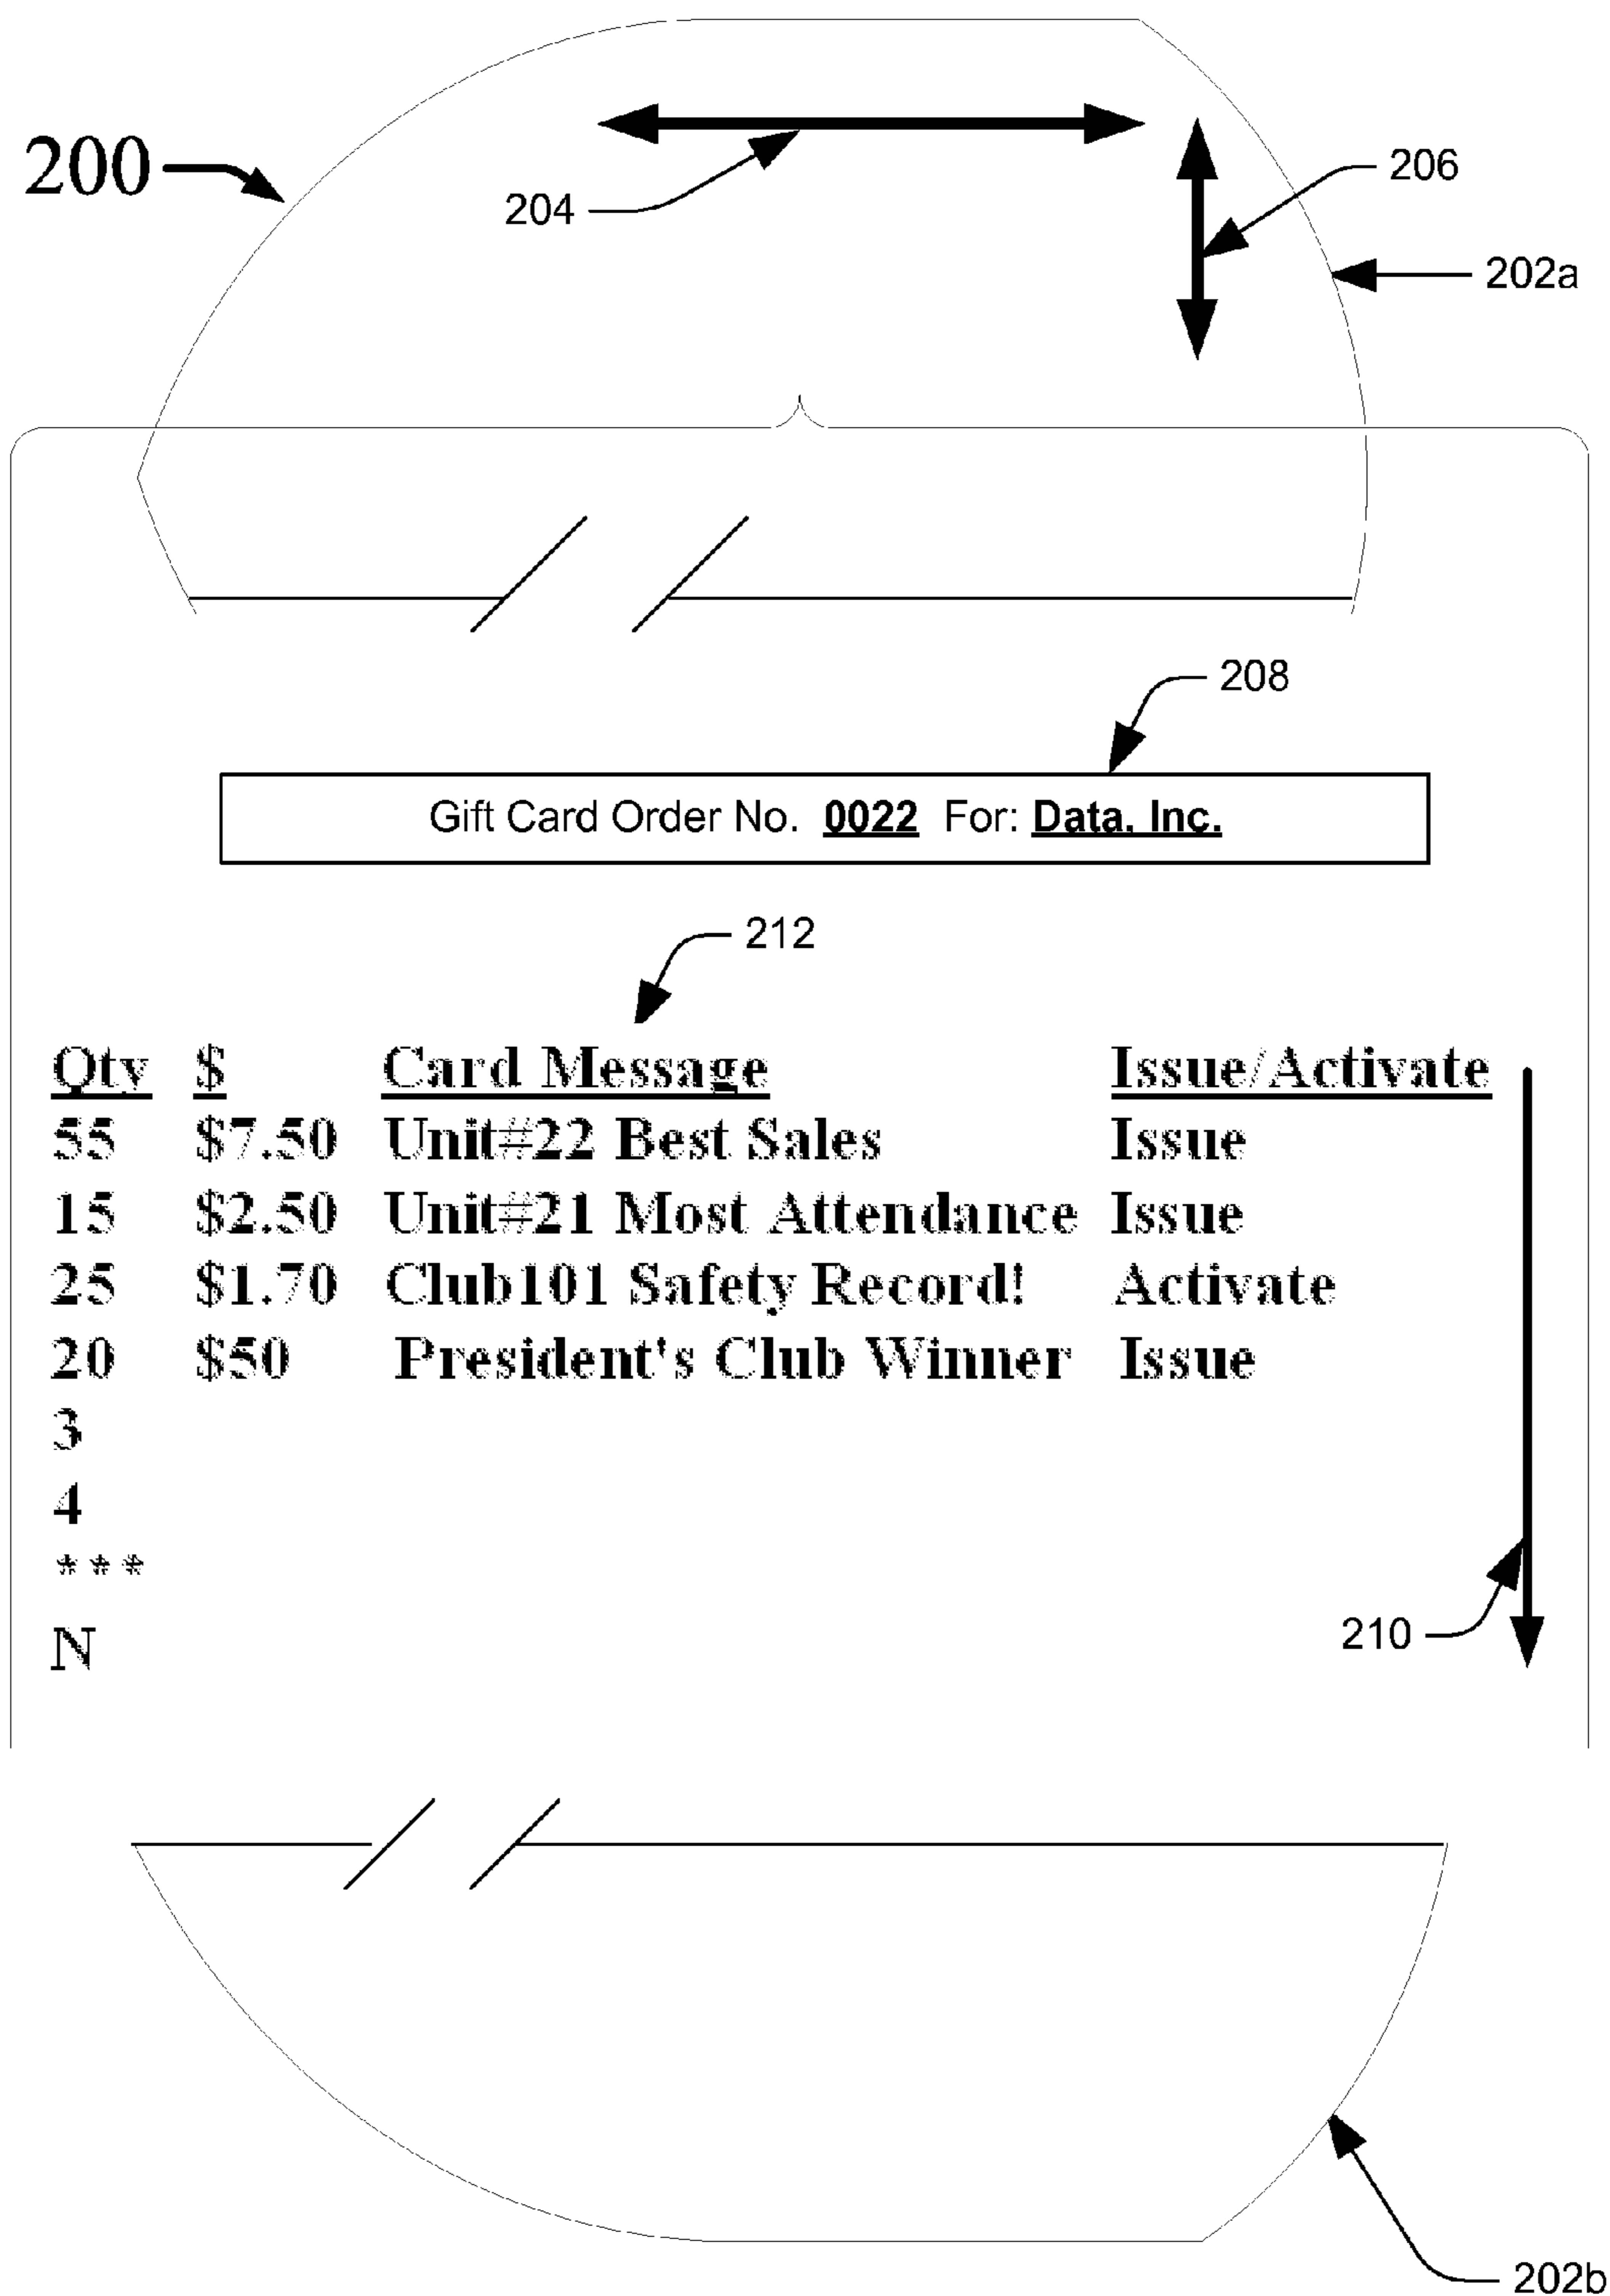 200
204
206
202a
208
Gift Card Order No. 0022 For: Data, Inc.
212
Qty $ Card Message Issue/Activate
55 $7.50 Unit#22 Best Sales Issue
15 $2.50 Unit#21 Most Attendance Issue
25 $1.70 Club101 Safety Record! Activate
20 $50 President's Club Winner Issue
3
4
***
N
210
202b